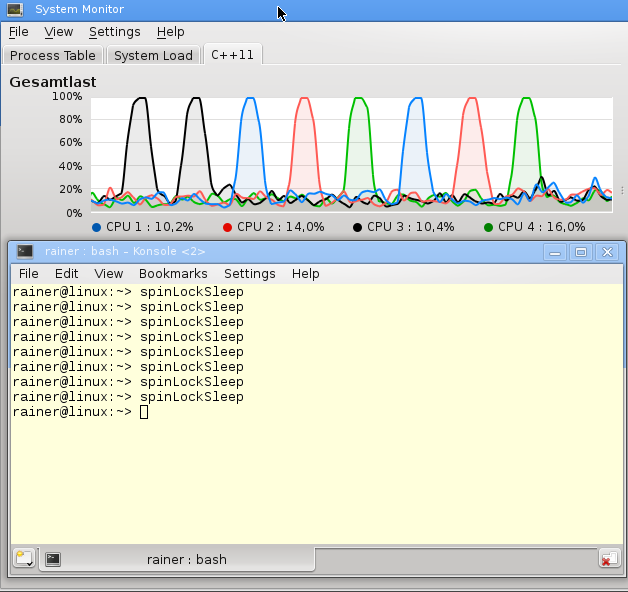 System Monitor
File View Settings Help
Process Table System Load C++11
Gesamtlast
100%
80%
60%
40%
20%
0%
CPU 1 : 10,2% CPU 2 : 14,0% CPU 3 : 10,4% CPU 4 : 16,0%
rainer : bash – Konsole <2>
File Edit View Bookmarks Settings Help
rainer@linux:~> spinLockSleep
rainer@linux:~> spinLockSleep
rainer@linux:~> spinLockSleep
rainer@linux:~> spinLockSleep
rainer@linux:~> spinLockSleep
rainer@linux:~> spinLockSleep
rainer@linux:~> spinLockSleep
rainer@linux:~> spinLockSleep
rainer@linux:~>
rainer : bash